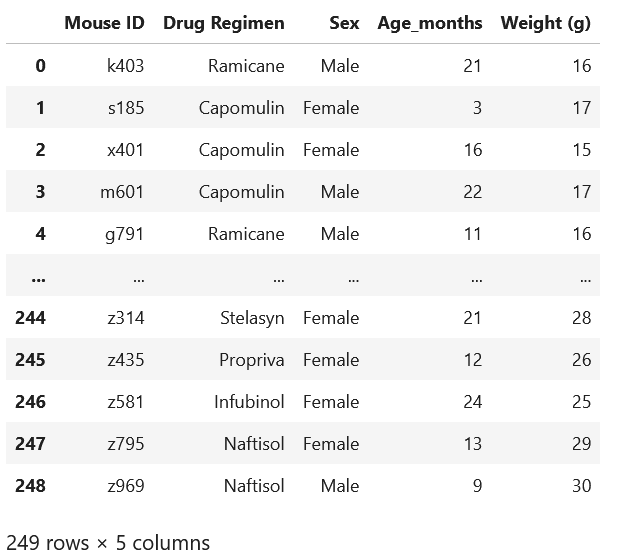 Mouse ID Drug Regimen Sex Age_months Weight (g)
0 k403 Ramicane Male 21 16
1 s185 Capomulin Female 3 17
2 x401 Capomulin Female 16 15
3 m601 Capomulin Male 22 17
4 g791 Ramicane Male 11 16
... ... ... ... ... ...
244 z314 Stelasyn Female 21 28
245 z435 Propriva Female 12 26
246 z581 Infubinol Female 24 25
247 z795 Naftisol Female 13 29
248 z969 Naftisol Male 9 30
249 rows × 5 columns